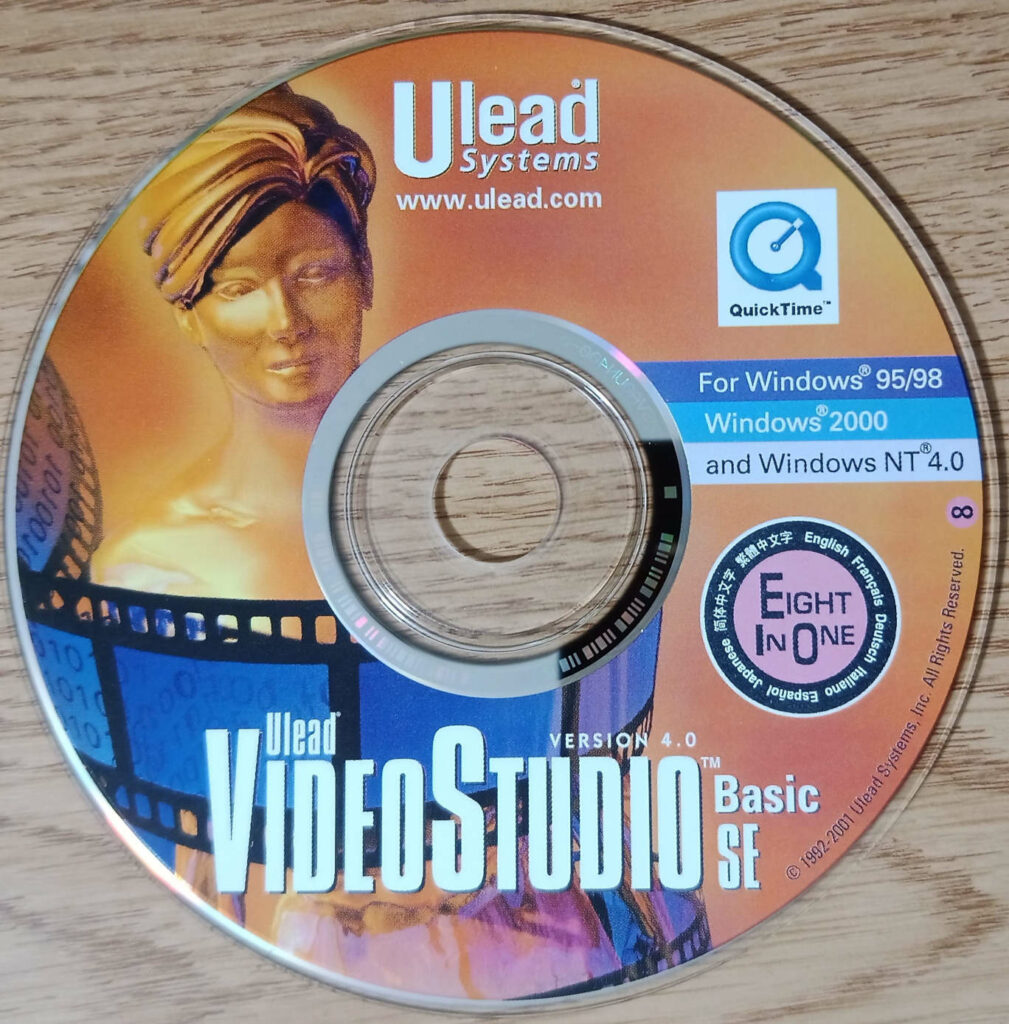 Ulead
Systems
www.ulead.com
QuickTime™
For Windows® 95/98
Windows® 2000
and Windows NT® 4.0
8
繁體中文字 English Français Deutsch Italiano Español Japanese 简体中文字
EIGHT
IN ONE
Ulead®
VERSION 4.0
VIDEOSTUDIO™
Basic
SE
© 1992-2001 Ulead Systems, Inc. All Rights Reserved.